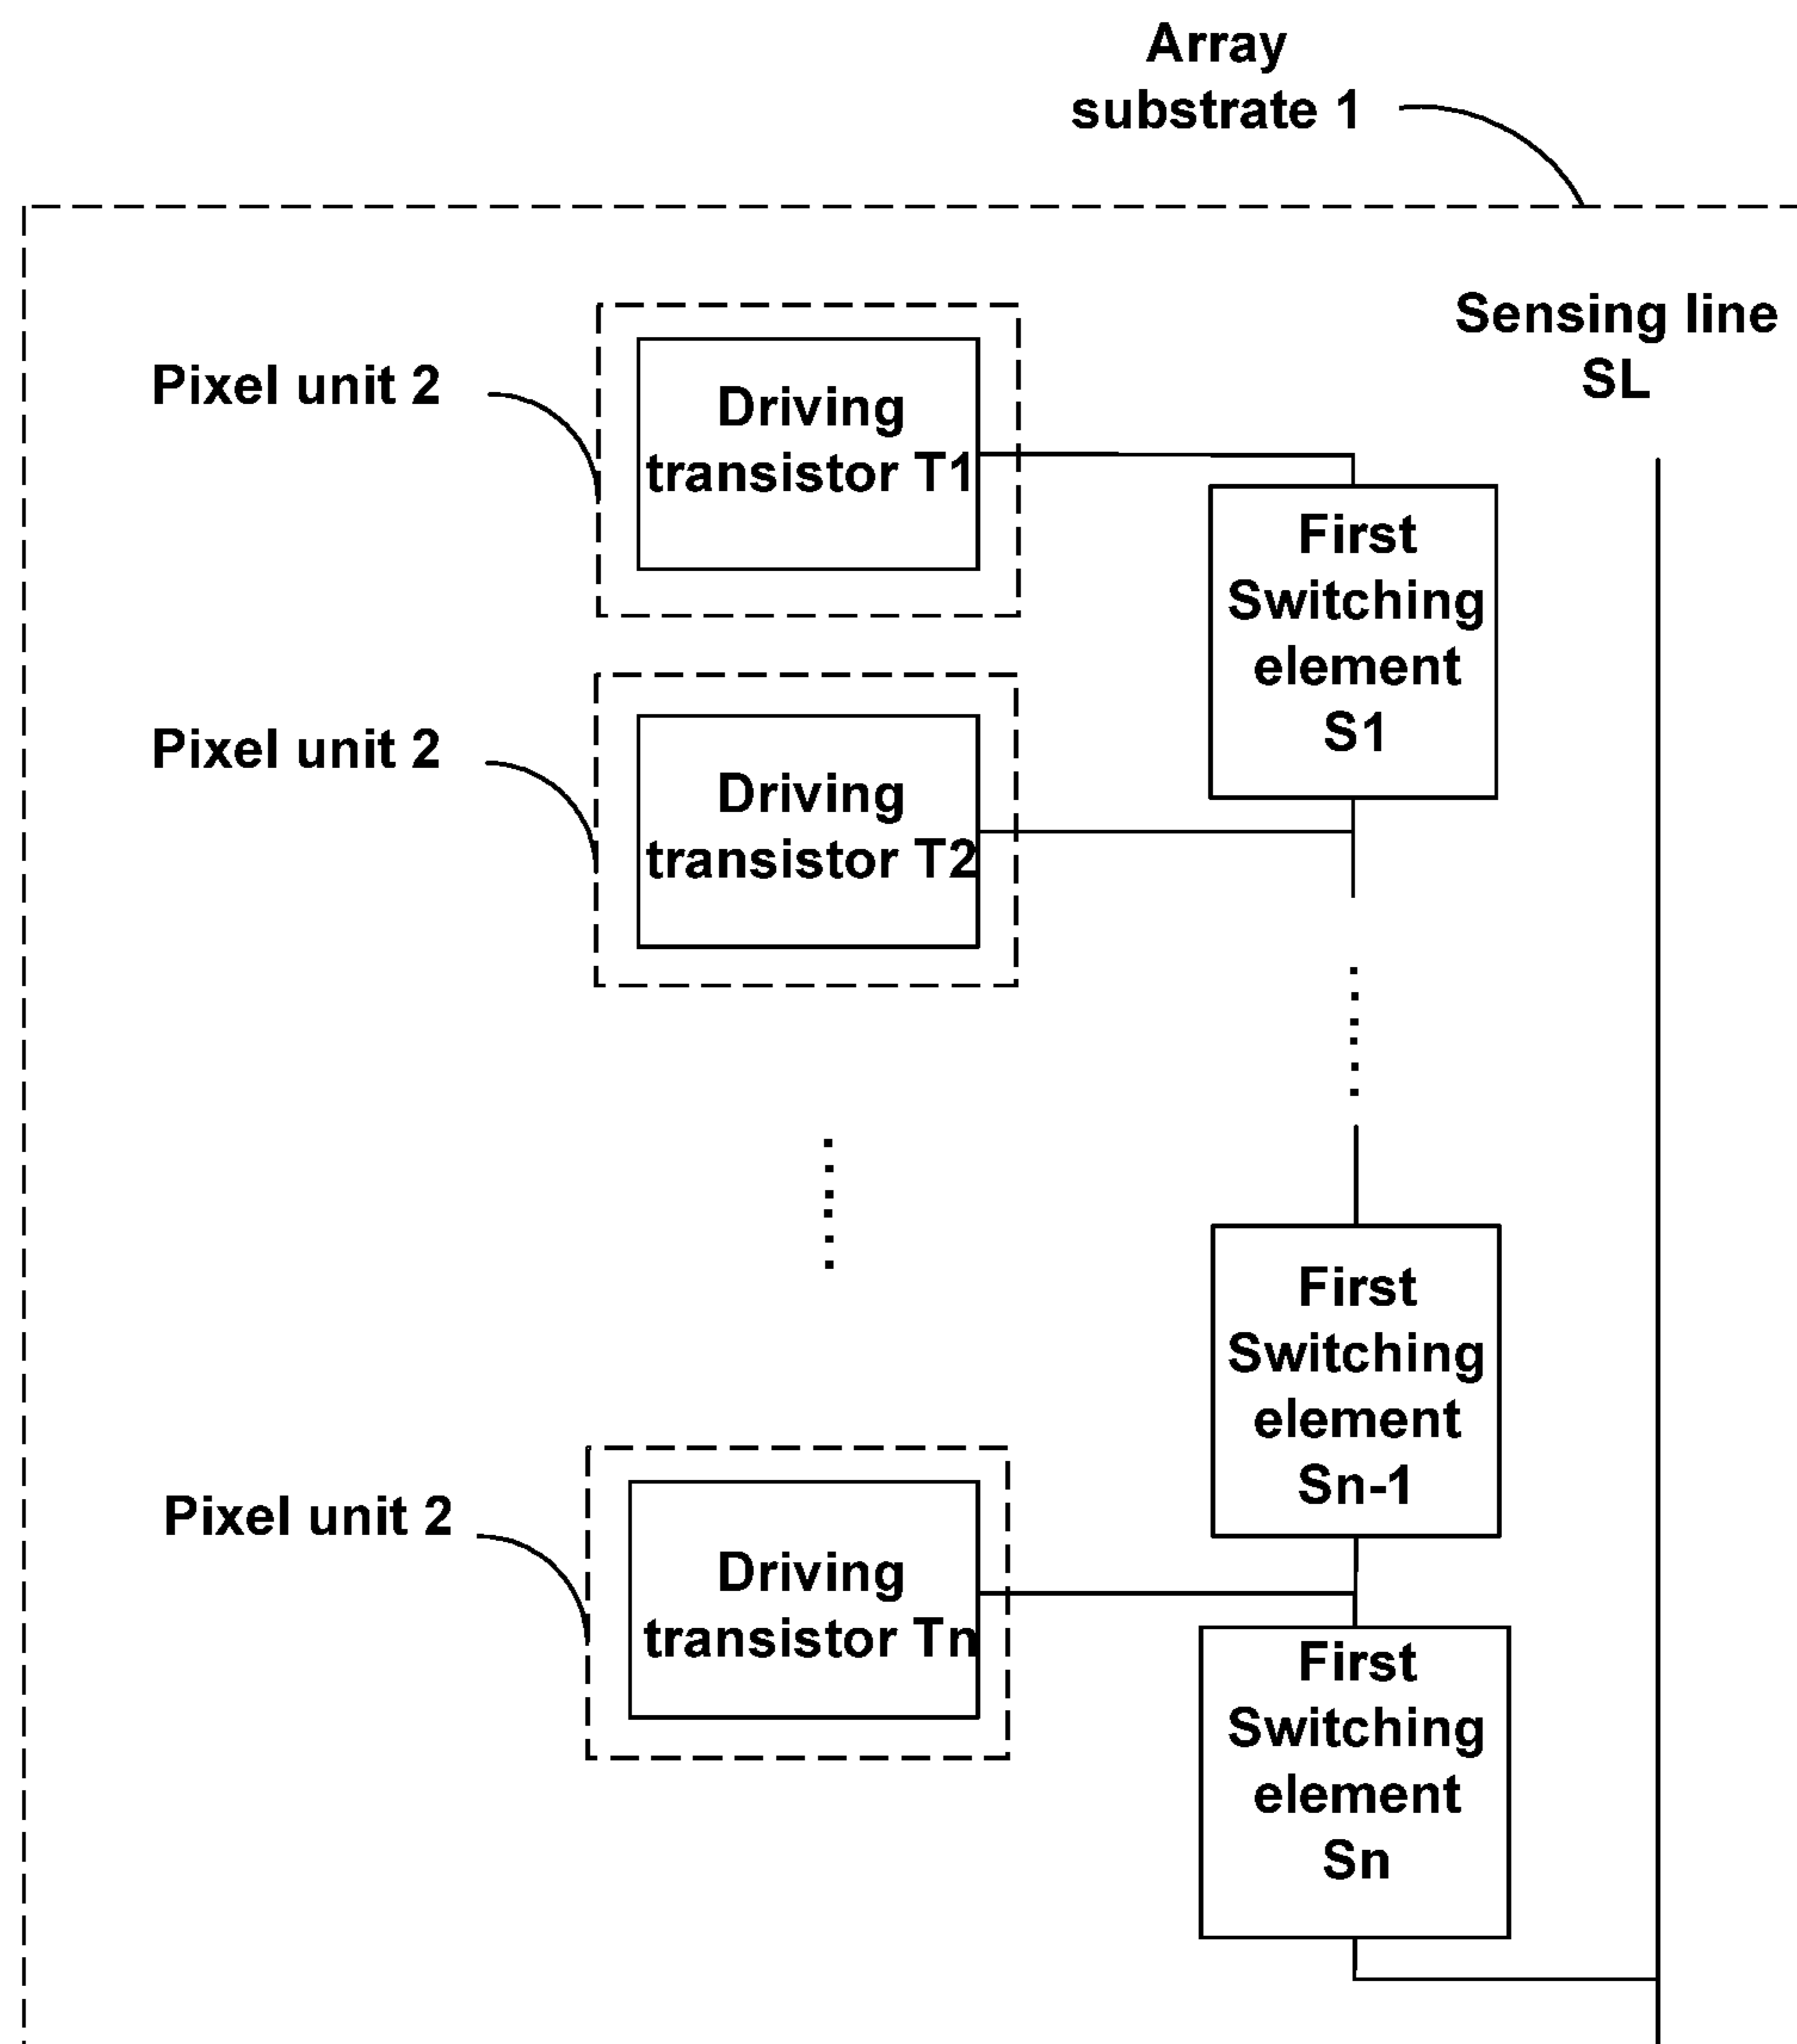 Array
substrate 1
Sensing line
SL
Pixel unit 2
Driving
transistor T1
First
Switching
element
S1
Pixel unit 2
Driving
transistor T2
First
Switching
element
Sn-1
Pixel unit 2
Driving
transistor Tn
First
Switching
element
Sn